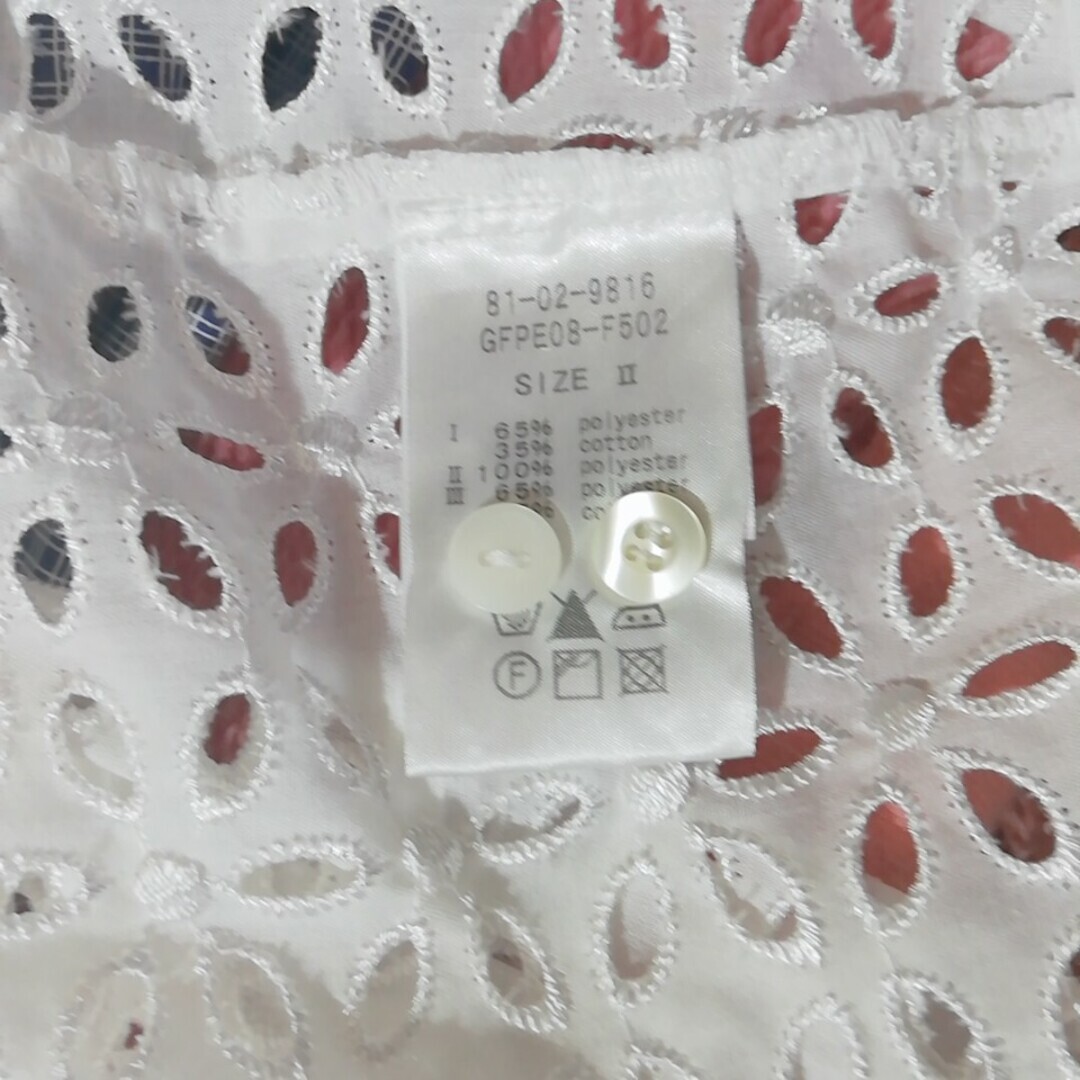 81-02-9816
GFPE08-F502
SIZE Ⅱ
Ⅰ 65% polyester
35% cotton
Ⅱ 100% polyester
Ⅲ 65% polyester
F